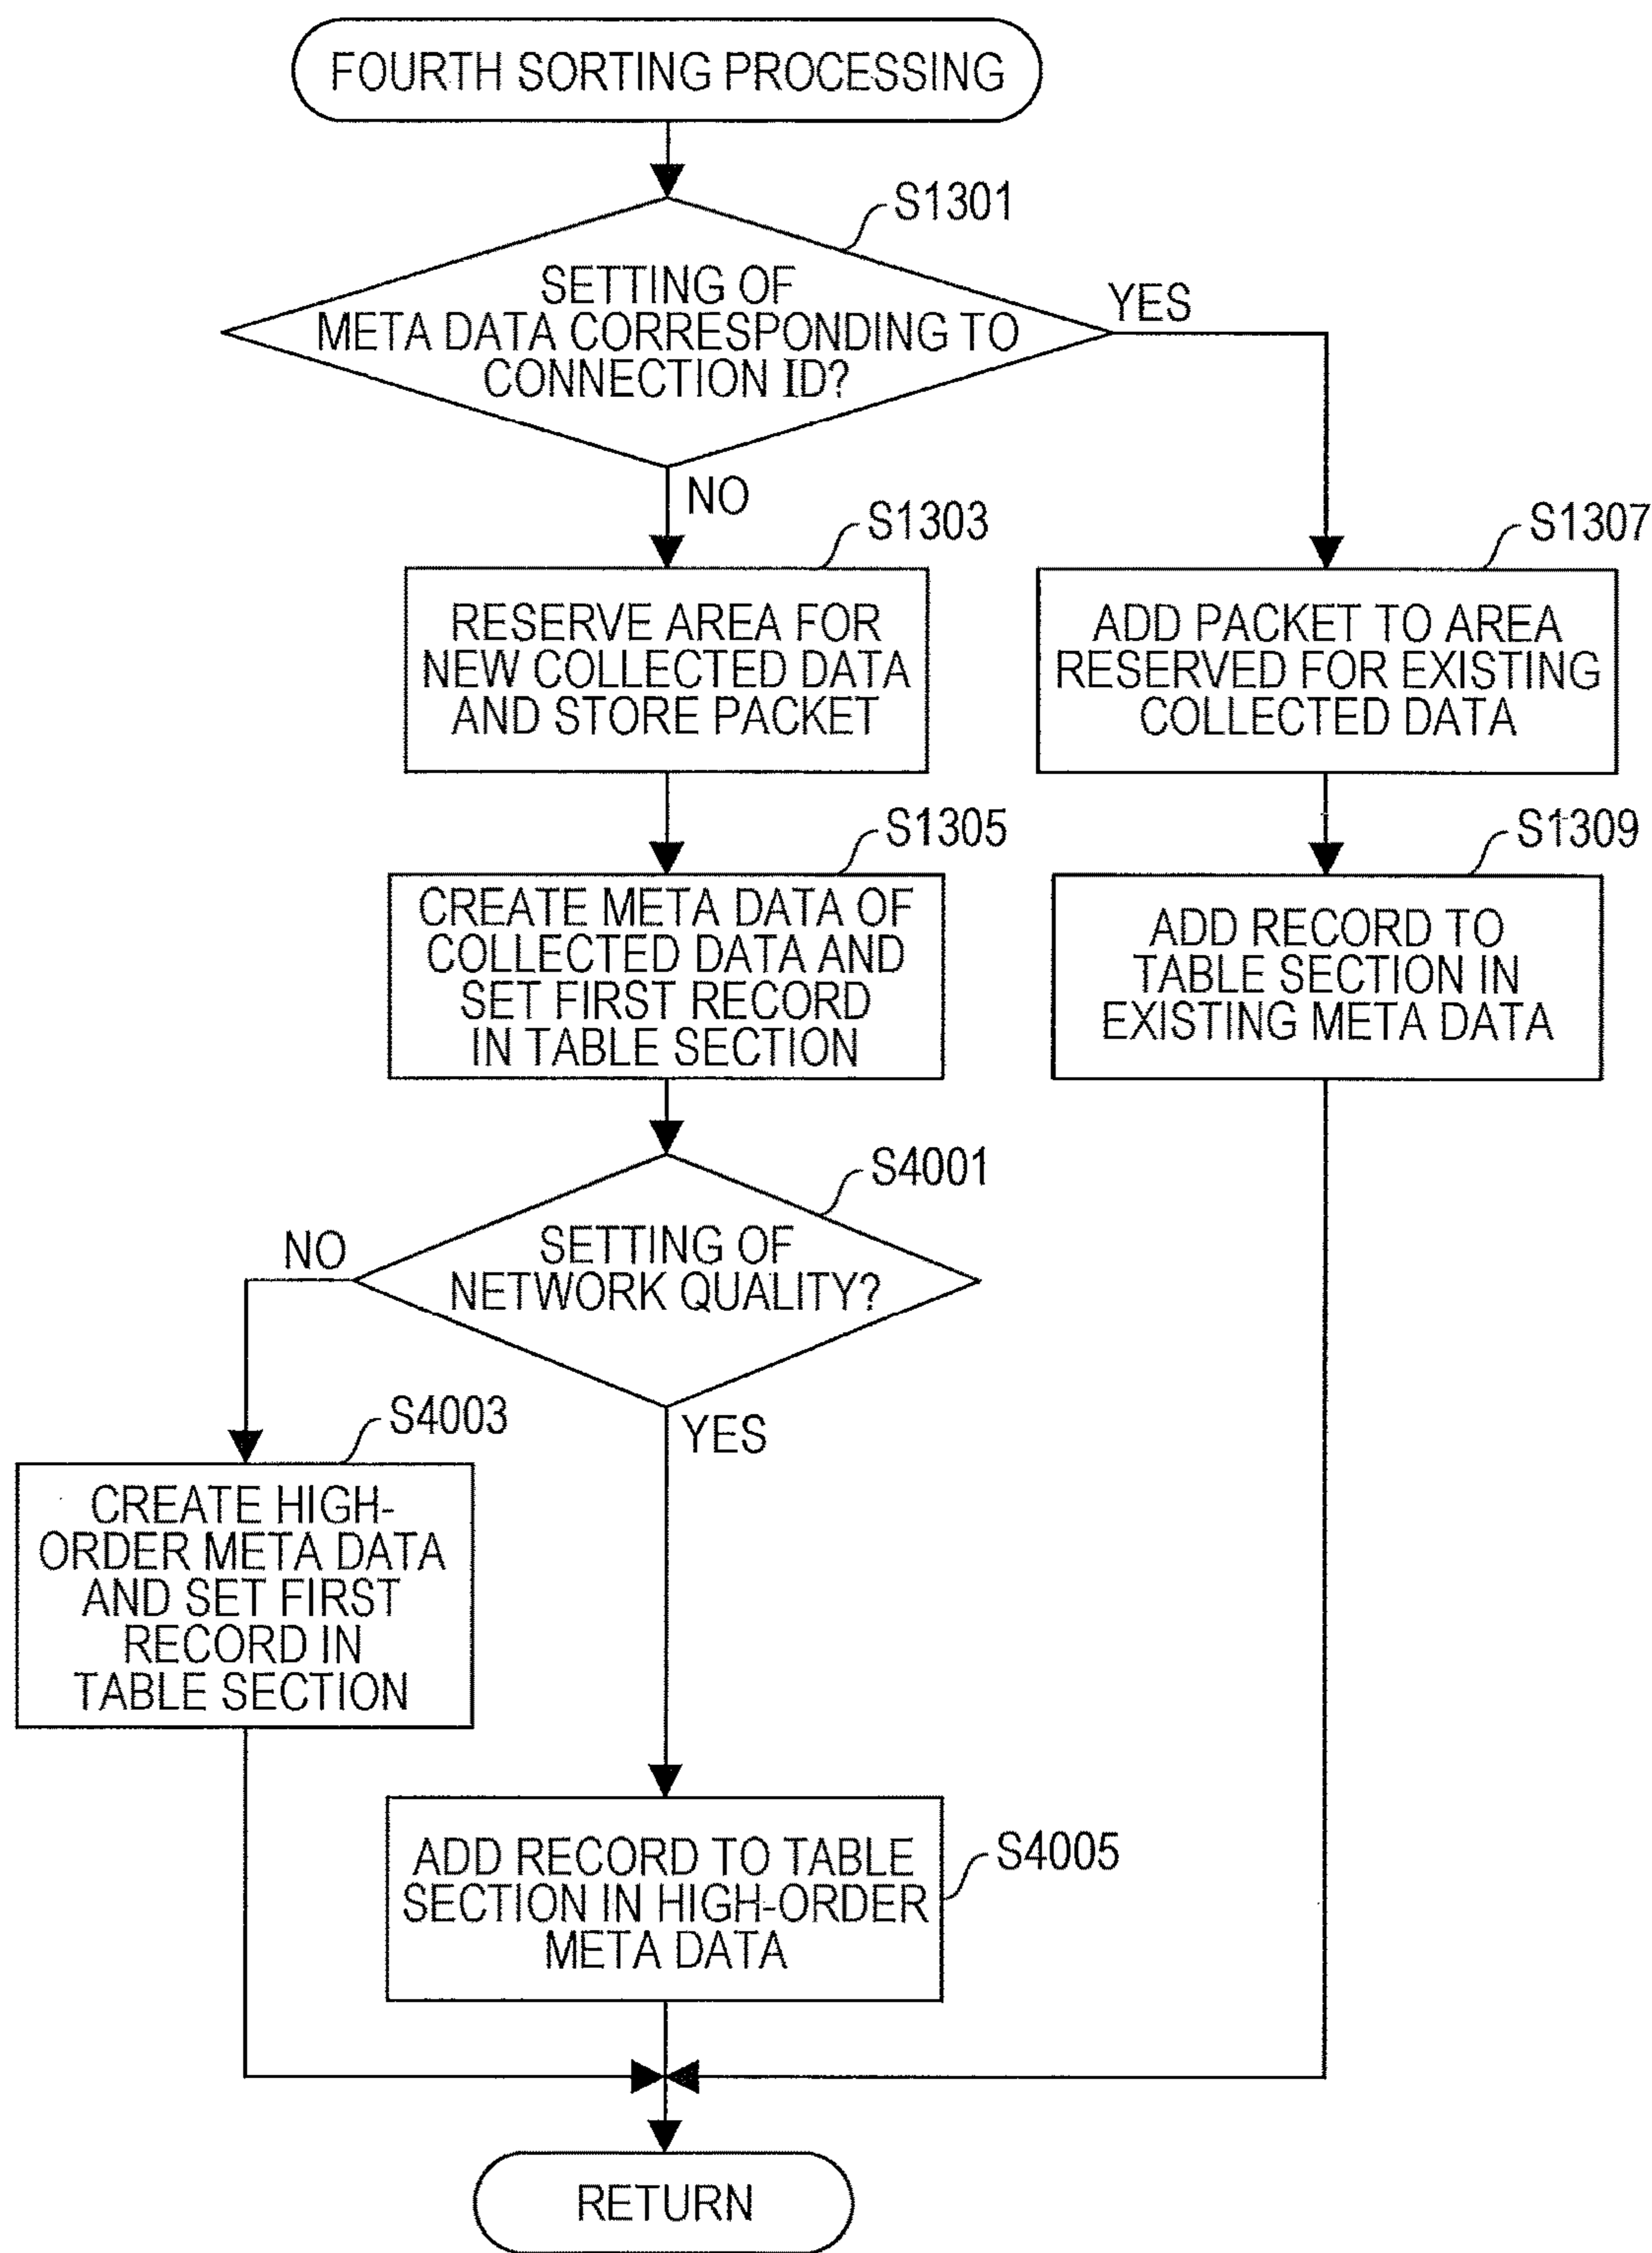 FOURTH SORTING PROCESSING
S1301
SETTING OF
META DATA CORRESPONDING TO
CONNECTION ID?
YES
NO
S1303
RESERVE AREA FOR
NEW COLLECTED DATA
AND STORE PACKET
S1307
ADD PACKET TO AREA
RESERVED FOR EXISTING
COLLECTED DATA
S1305
CREATE META DATA OF
COLLECTED DATA AND
SET FIRST RECORD
IN TABLE SECTION
S1309
ADD RECORD TO
TABLE SECTION IN
EXISTING META DATA
S4001
SETTING OF
NETWORK QUALITY?
NO
YES
S4003
CREATE HIGH-
ORDER META DATA
AND SET FIRST
RECORD IN
TABLE SECTION
S4005
ADD RECORD TO TABLE
SECTION IN HIGH-ORDER
META DATA
RETURN